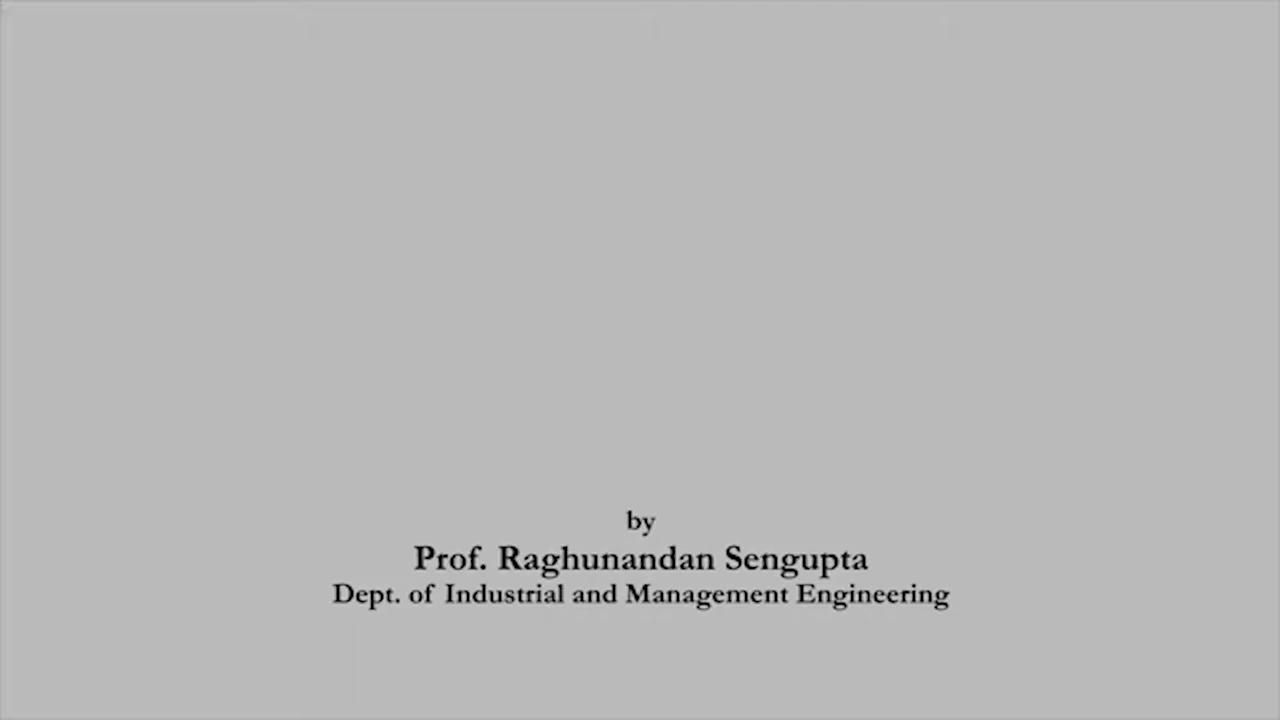 by
Prof. Raghunandan Sengupta
Dept. of Industrial and Management Engineering